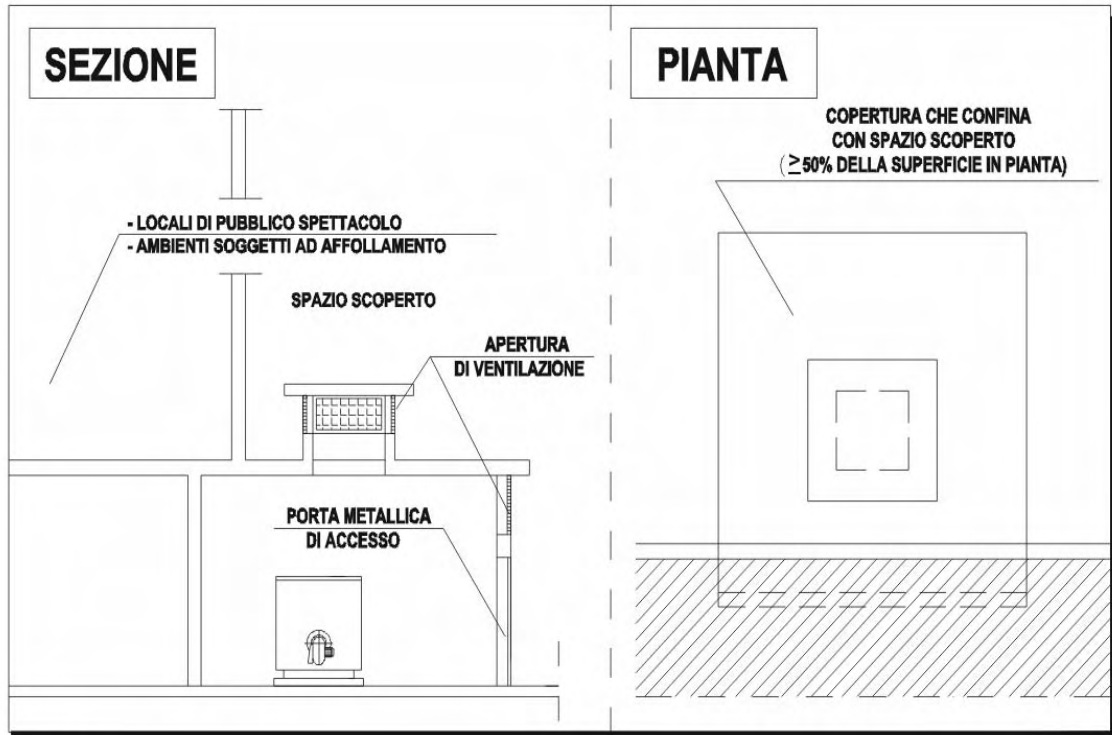 SEZIONE
- LOCALI DI PUBBLICO SPETTACOLO
- AMBIENTI SOGGETTI AD AFFOLLAMENTO
SPAZIO SCOPERTO
APERTURA
DI VENTILAZIONE
PORTA METALLICA
DI ACCESSO
PIANTA
COPERTURA CHE CONFINA
CON SPAZIO SCOPERTO
(≥50% DELLA SUPERFICIE IN PIANTA)